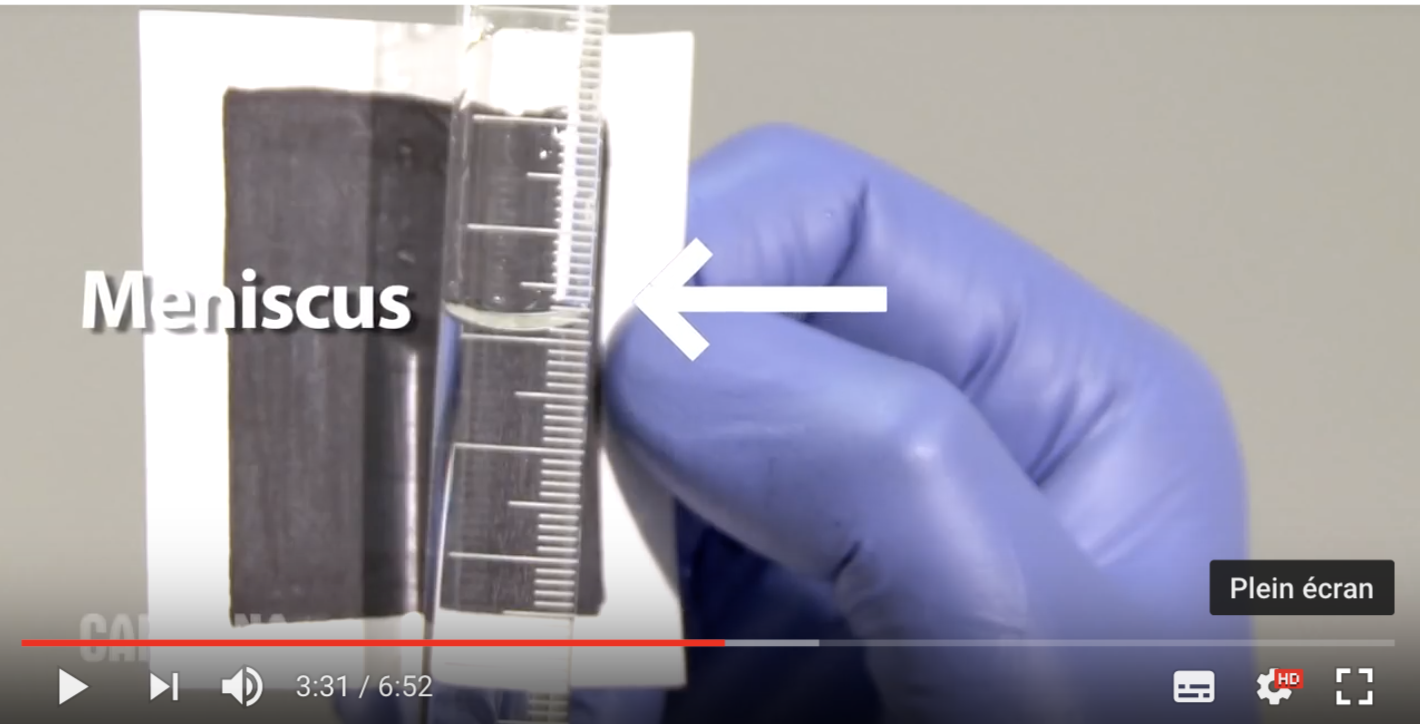 Meniscus
Plein écran
3:31 / 6:52
HD